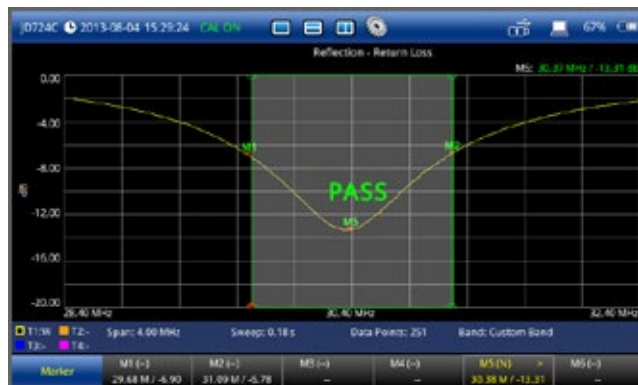 JD724C 2013-08-04 15:29:24 CAL ON 67%
Reflection - Return Loss
M5: 30.37 MHz / -13.31 dB
0.00
-4.00
M1 M2
-8.00
dB
PASS
-12.00
M5
-16.00
-20.00
28.40 MHz 30.40 MHz 32.40 MHz
T1:W T2:- Span: 4.00 MHz Sweep: 0.18 s Data Points: 251 Band: Custom Band
T3:- T4:-
Marker M1 (--) M2 (--) M3 (--) M4 (--) M5 (N) > M6 (--)
29.68 M / -6.90 31.09 M / -6.78 -- -- 30.38 M / -13.31 --